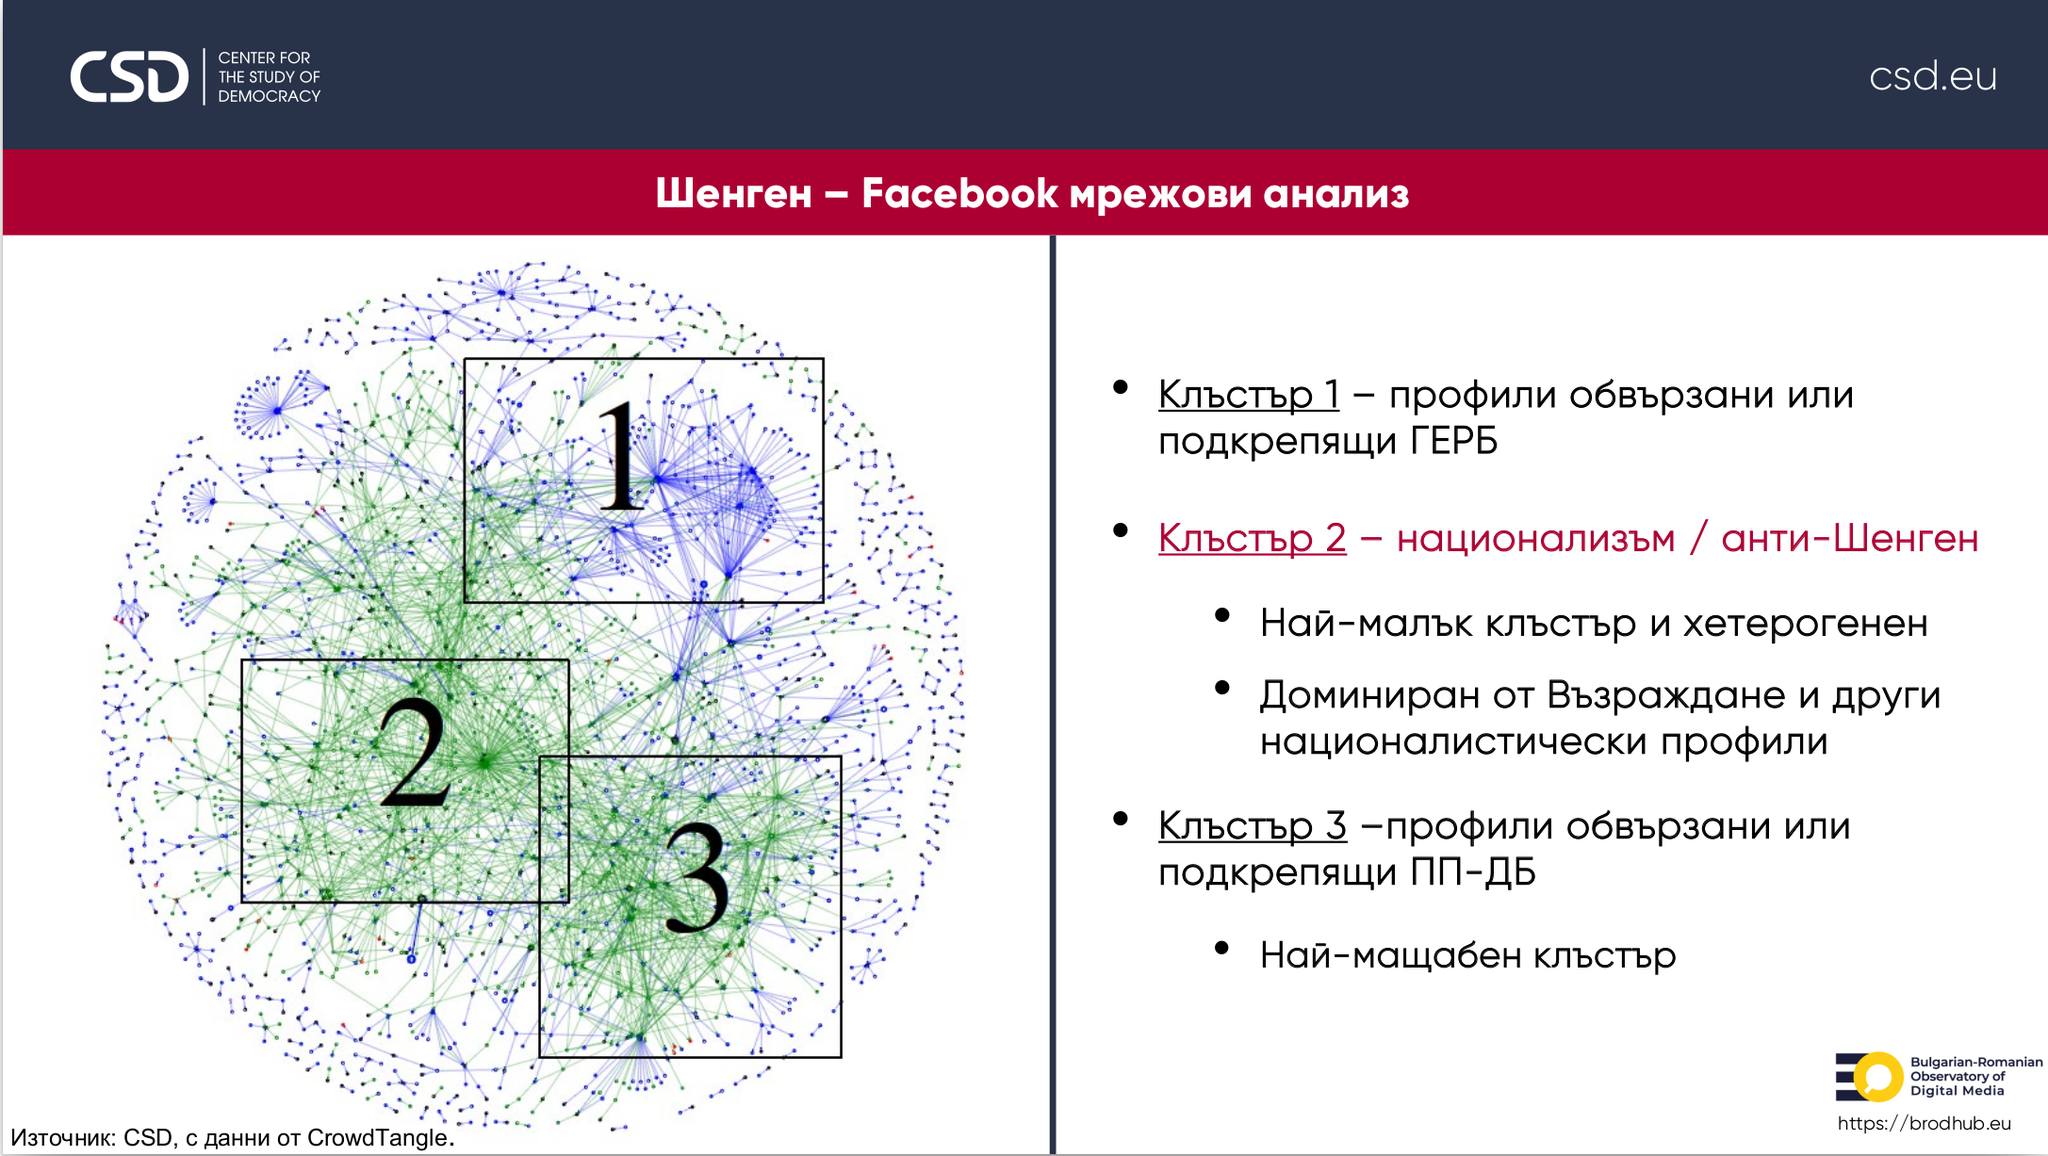 CSD
CENTER FOR
THE STUDY OF
DEMOCRACY
csd.eu
Шенген – Facebook мрежови анализ
1
2
3
• Клъстър 1 – профили обвързани или
подкрепящи ГЕРБ
• Клъстър 2 – национализъм / анти-Шенген
• Най-малък клъстър и хетерогенен
• Доминиран от Възраждане и други
националистически профили
• Клъстър 3 –профили обвързани или
подкрепящи ПП-ДБ
• Най-мащабен клъстър
Bulgarian-Romanian
Observatory of
Digital Media
https://brodhub.eu
Източник: CSD, с данни от CrowdTangle.